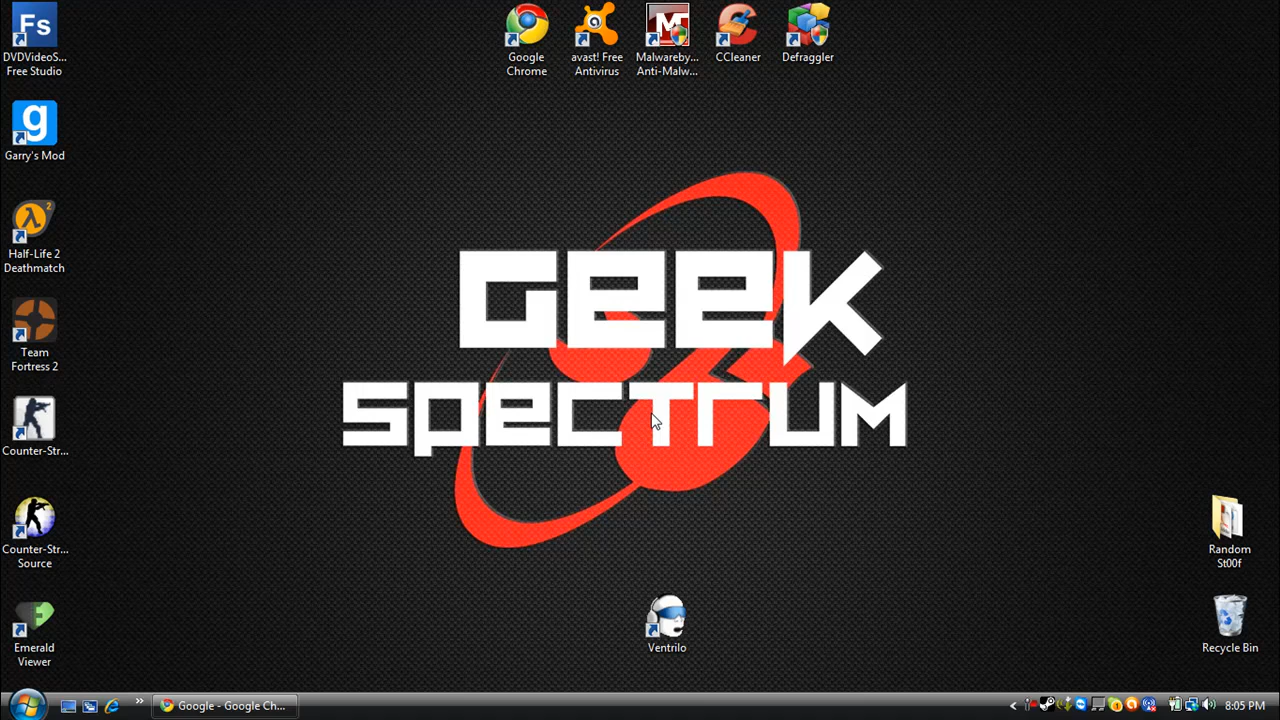 Fs
DVDVideoS...
Free Studio
Google
Chrome
avast! Free
Antivirus
M
Malwareby...
Anti-Malw...
CCleaner
Defraggler
g
Garry's Mod
2
Half-Life 2
Deathmatch
Team
Fortress 2
Counter-Str...
Counter-Str...
Source
Emerald
Viewer
Geek
Spectrum
Random
St00f
Ventrilo
Recycle Bin
Google - Google Ch...
8:05 PM